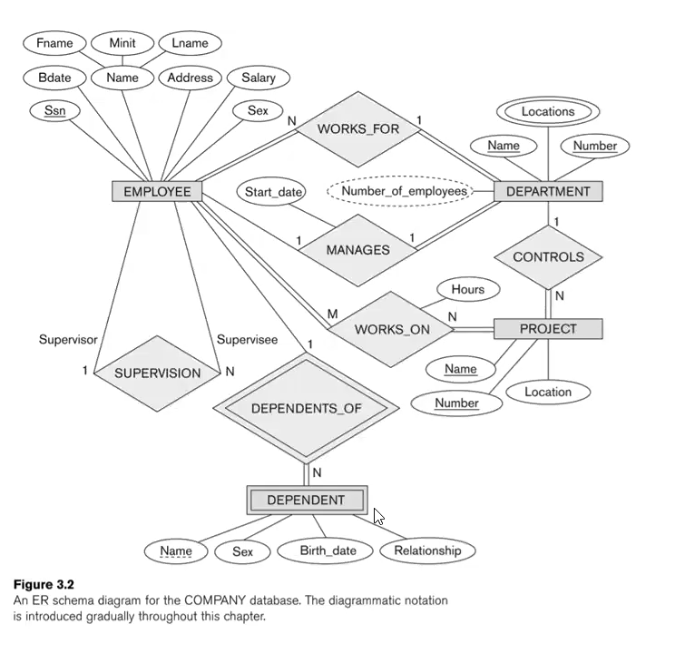 Fname Minit Lname
Bdate Name Address Salary
Ssn Sex
Locations
N WORKS_FOR 1
Name Number
EMPLOYEE Start_date Number_of_employees DEPARTMENT
1 MANAGES 1
1
CONTROLS
Hours
N
M WORKS_ON N PROJECT
Supervisor Supervisee
1
1 SUPERVISION N
Name
Number
Location
DEPENDENTS_OF
N
DEPENDENT
Name Sex Birth_date Relationship
Figure 3.2
An ER schema diagram for the COMPANY database. The diagrammatic notation
is introduced gradually throughout this chapter.